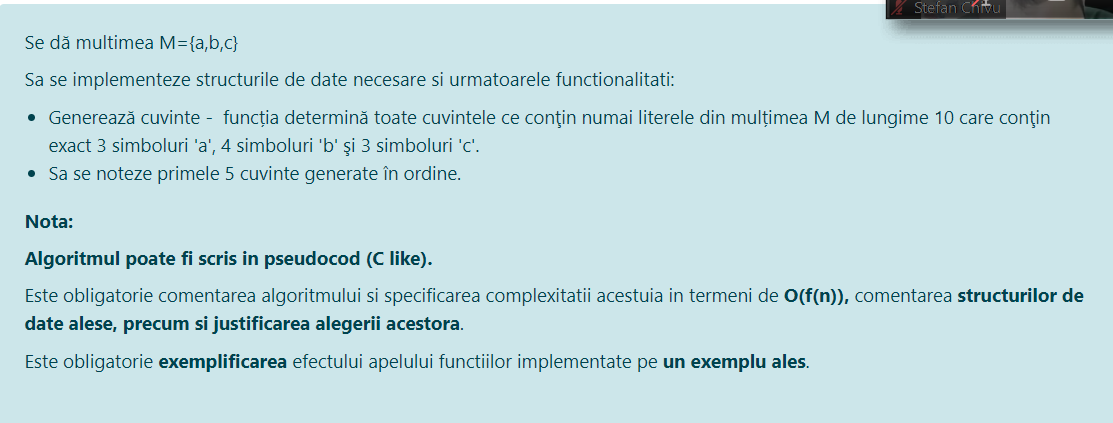 Stefan Chivu
Se dă multimea M={a,b,c}
Sa se implementeze structurile de date necesare si urmatoarele functionalitati:
• Generează cuvinte - funcția determină toate cuvintele ce conţin numai literele din mulțimea M de lungime 10 care conţin
exact 3 simboluri 'a', 4 simboluri 'b' şi 3 simboluri 'c'.
• Sa se noteze primele 5 cuvinte generate în ordine.
Nota:
Algoritmul poate fi scris in pseudocod (C like).
Este obligatorie comentarea algoritmului si specificarea complexitatii acestuia in termeni de O(f(n)), comentarea structurilor de
date alese, precum si justificarea alegerii acestora.
Este obligatorie exemplificarea efectului apelului functiilor implementate pe un exemplu ales.